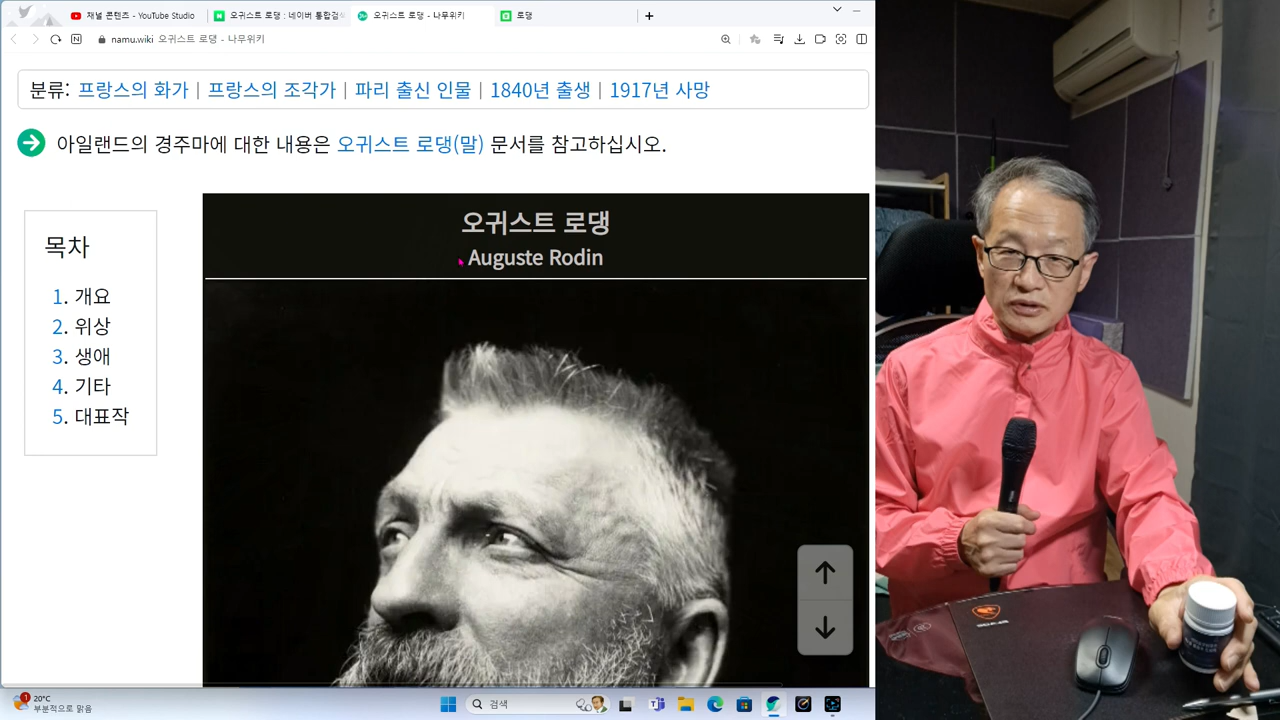 채널 콘텐츠 - YouTube Studio
오귀스트 로댕 : 네이버 통합검색
오귀스트 로댕 - 나무위키
로댕
namu.wiki 오귀스트 로댕 - 나무위키
분류: 프랑스의 화가 | 프랑스의 조각가 | 파리 출신 인물 | 1840년 출생 | 1917년 사망
아일랜드의 경주마에 대한 내용은 오귀스트 로댕(말) 문서를 참고하십시오.
오귀스트 로댕
Auguste Rodin
목차
1. 개요
2. 위상
3. 생애
4. 기타
5. 대표작
1
20°C
부분적으로 맑음
검색